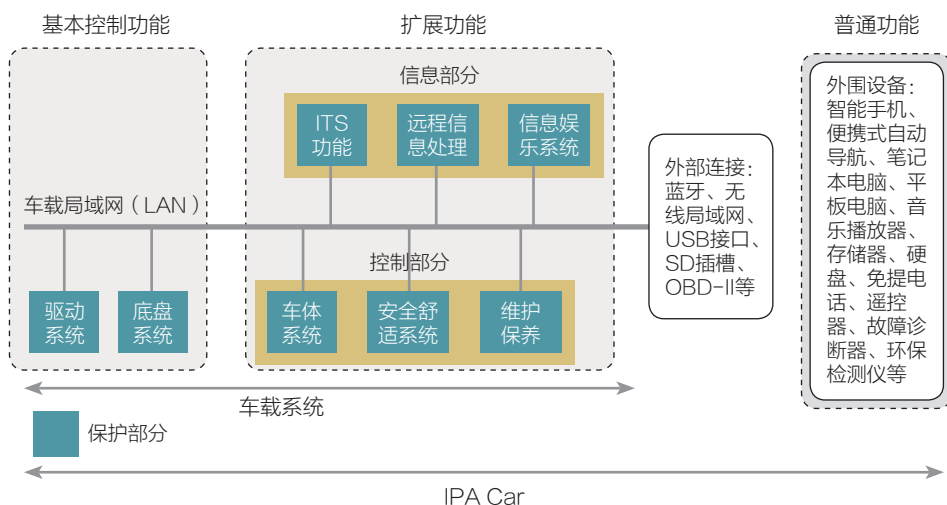 基本控制功能
扩展功能
普通功能
信息部分
ITS
功能
远程信
息处理
信息娱
乐系统
车载局域网（LAN）
控制部分
驱动
系统
底盘
系统
车体
系统
安全舒
适系统
维护
保养
外部连接：
蓝牙、无
线局域网、
USB接口、
SD插槽、
OBD-II等
外围设备：
智能手机、
便携式自动
导航、笔记
本电脑、平
板电脑、音
乐播放器、
存储器、硬
盘、免提电
话、遥控
器、故障诊
断器、环保
检测仪等
车载系统
保护部分
IPA Car